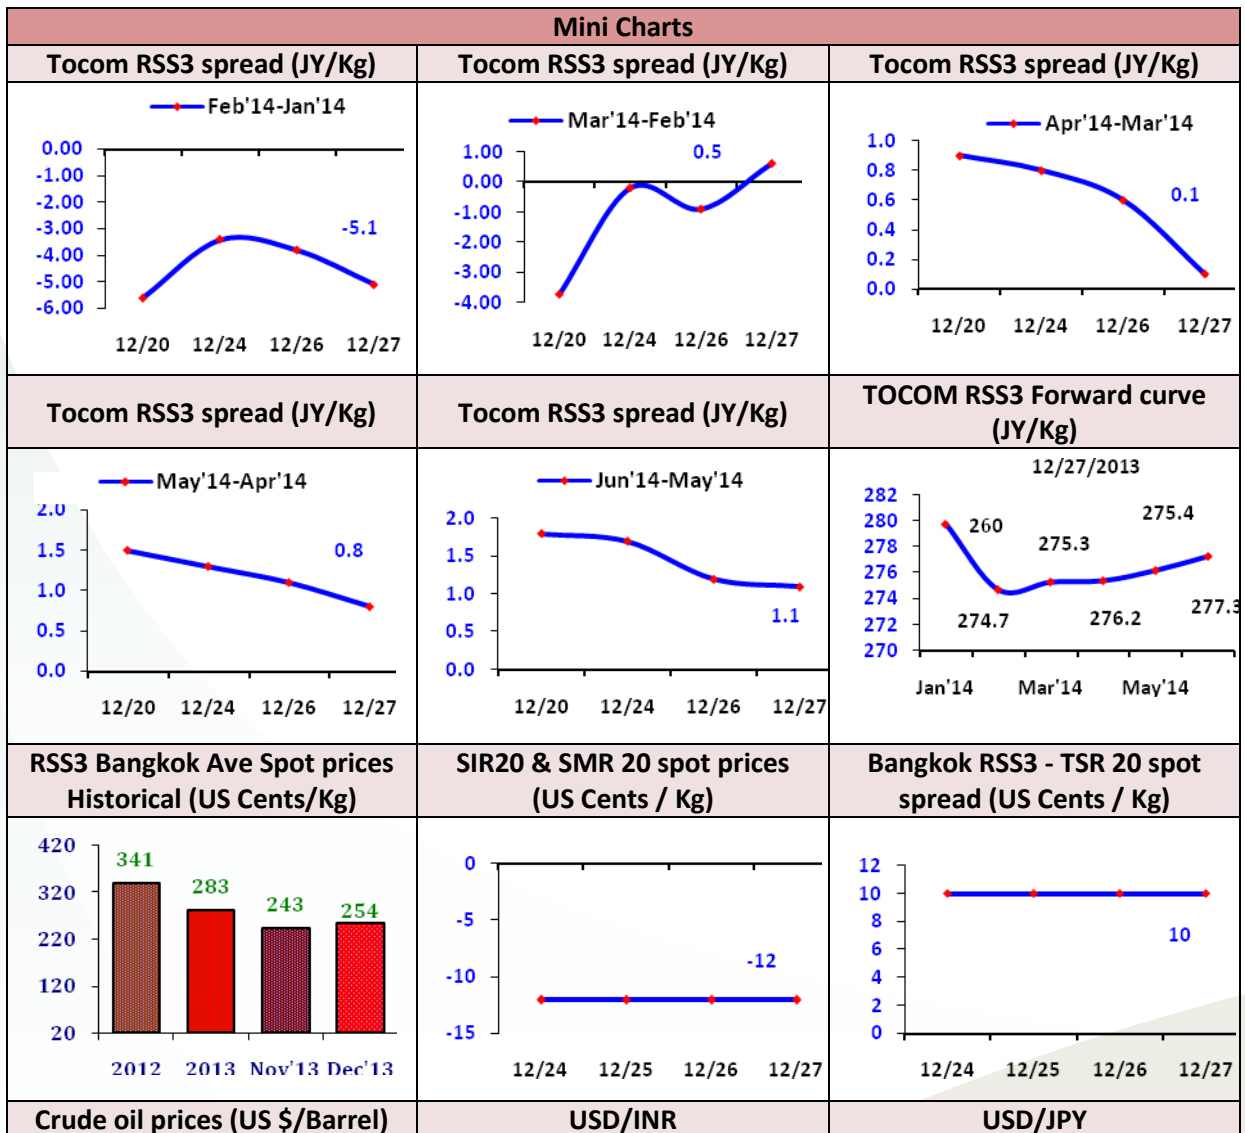 Mini Charts
Tocom RSS3 spread (JY/Kg)
Feb'14-Jan'14
0.00
-1.00
-2.00
-3.00
-4.00
-5.00
-6.00
-5.1
12/20 12/24 12/26 12/27
Tocom RSS3 spread (JY/Kg)
Mar'14-Feb'14
1.00
0.00
-1.00
-2.00
-3.00
-4.00
0.5
12/20 12/24 12/26 12/27
Tocom RSS3 spread (JY/Kg)
Apr'14-Mar'14
1.0
0.8
0.6
0.4
0.2
0.0
0.1
12/20 12/24 12/26 12/27
Tocom RSS3 spread (JY/Kg)
May'14-Apr'14
2.0
1.5
1.0
0.5
0.0
0.8
12/20 12/24 12/26 12/27
Tocom RSS3 spread (JY/Kg)
Jun'14-May'14
2.0
1.5
1.0
0.5
0.0
1.1
12/20 12/24 12/26 12/27
TOCOM RSS3 Forward curve
(JY/Kg)
12/27/2013
282
280
278
276
274
272
270
260
274.7
275.3
276.2
275.4
277.3
Jan'14 Mar'14 May'14
RSS3 Bangkok Ave Spot prices
Historical (US Cents/Kg)
420
320
220
120
20
341
283
243
254
2012 2013 Nov'13 Dec'13
SIR20 & SMR 20 spot prices
(US Cents / Kg)
0
-5
-10
-15
-12
12/24 12/25 12/26 12/27
Bangkok RSS3 - TSR 20 spot
spread (US Cents / Kg)
12
10
8
6
4
2
0
10
12/24 12/25 12/26 12/27
Crude oil prices (US $/Barrel)
USD/INR
USD/JPY